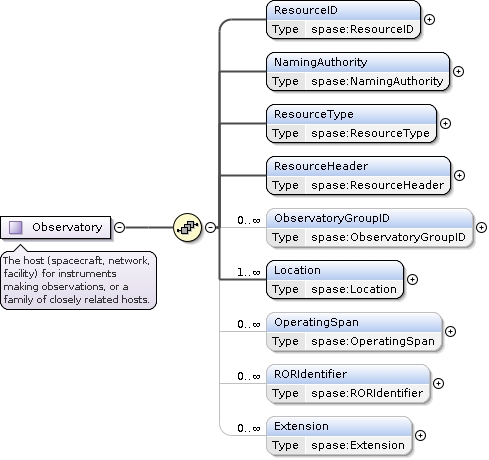 ResourceID
Type spase:ResourceID
NamingAuthority
Type spase:NamingAuthority
ResourceType
Type spase:ResourceType
ResourceHeader
Type spase:ResourceHeader
0..∞ ObservatoryGroupID
Type spase:ObservatoryGroupID
Observatory
The host (spacecraft, network,
facility) for instruments
making observations, or a
family of closely related hosts.
1..∞ Location
Type spase:Location
0..∞ OperatingSpan
Type spase:OperatingSpan
0..∞ RORIdentifier
Type spase:RORIdentifier
0..∞ Extension
Type spase:Extension